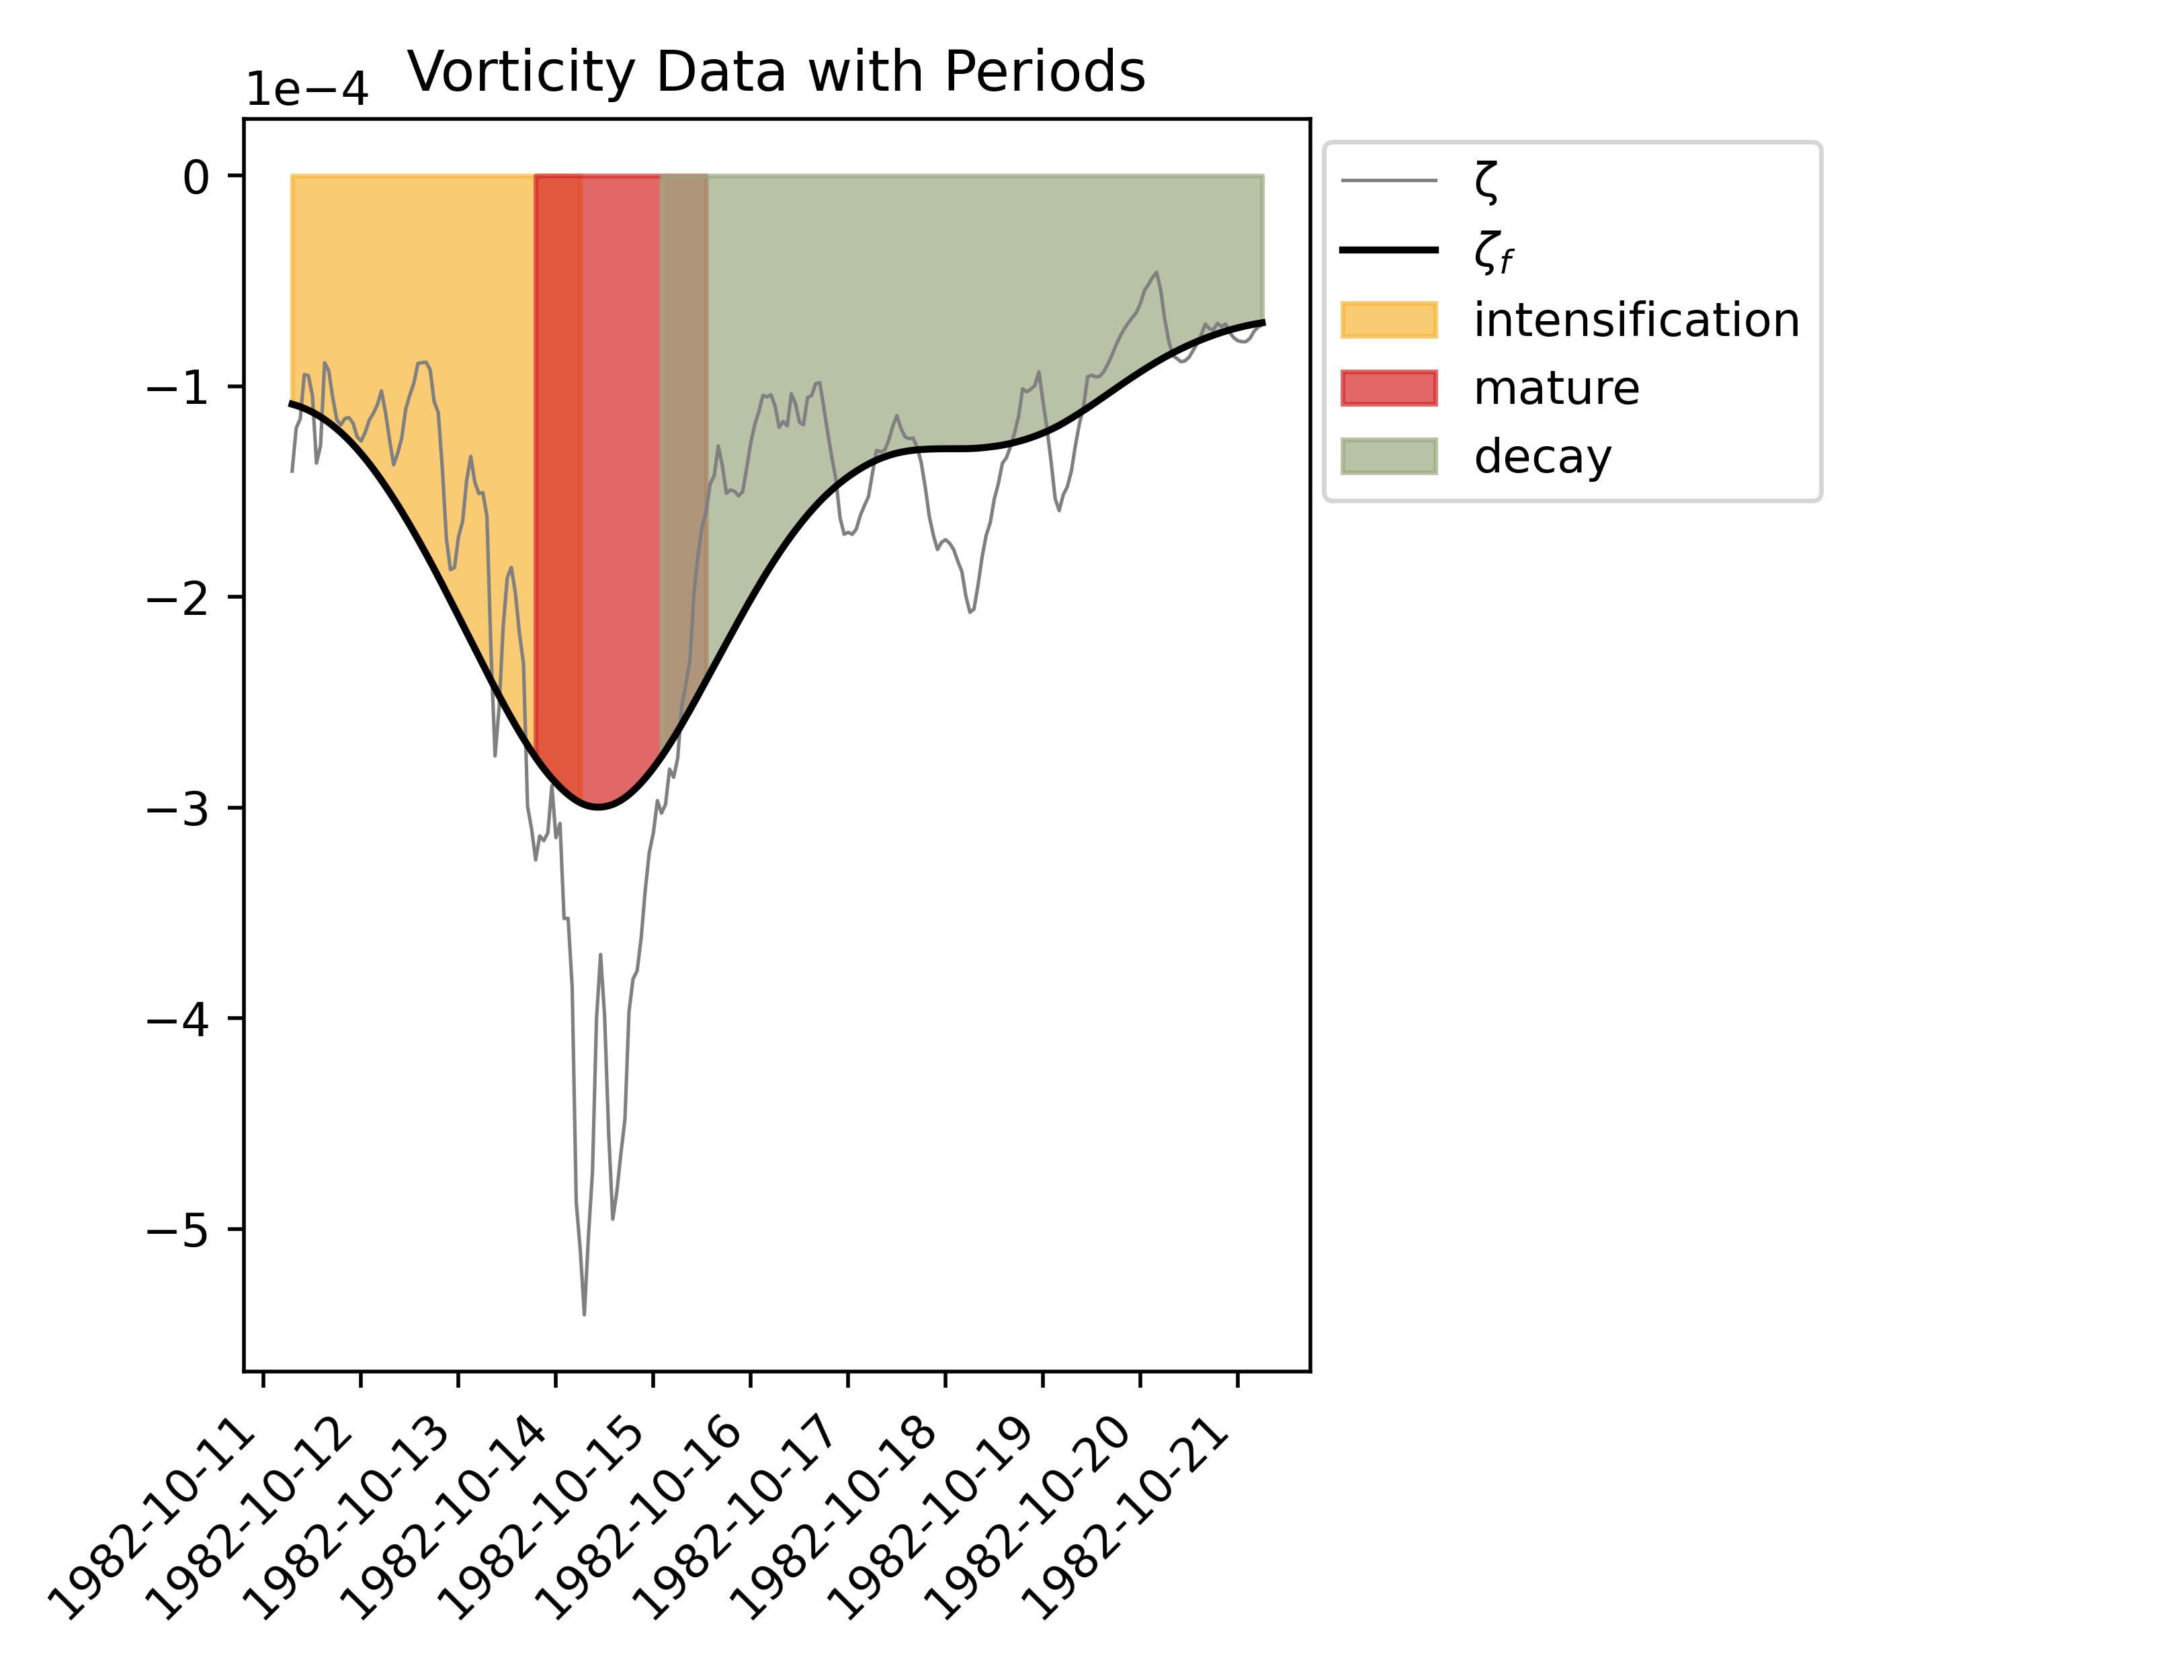 Vorticity Data with Periods
1e−4
0
−1
−2
−3
−4
−5
1982-10-11
1982-10-12
1982-10-13
1982-10-14
1982-10-15
1982-10-16
1982-10-17
1982-10-18
1982-10-19
1982-10-20
1982-10-21
ζ
ζf
intensification
mature
decay